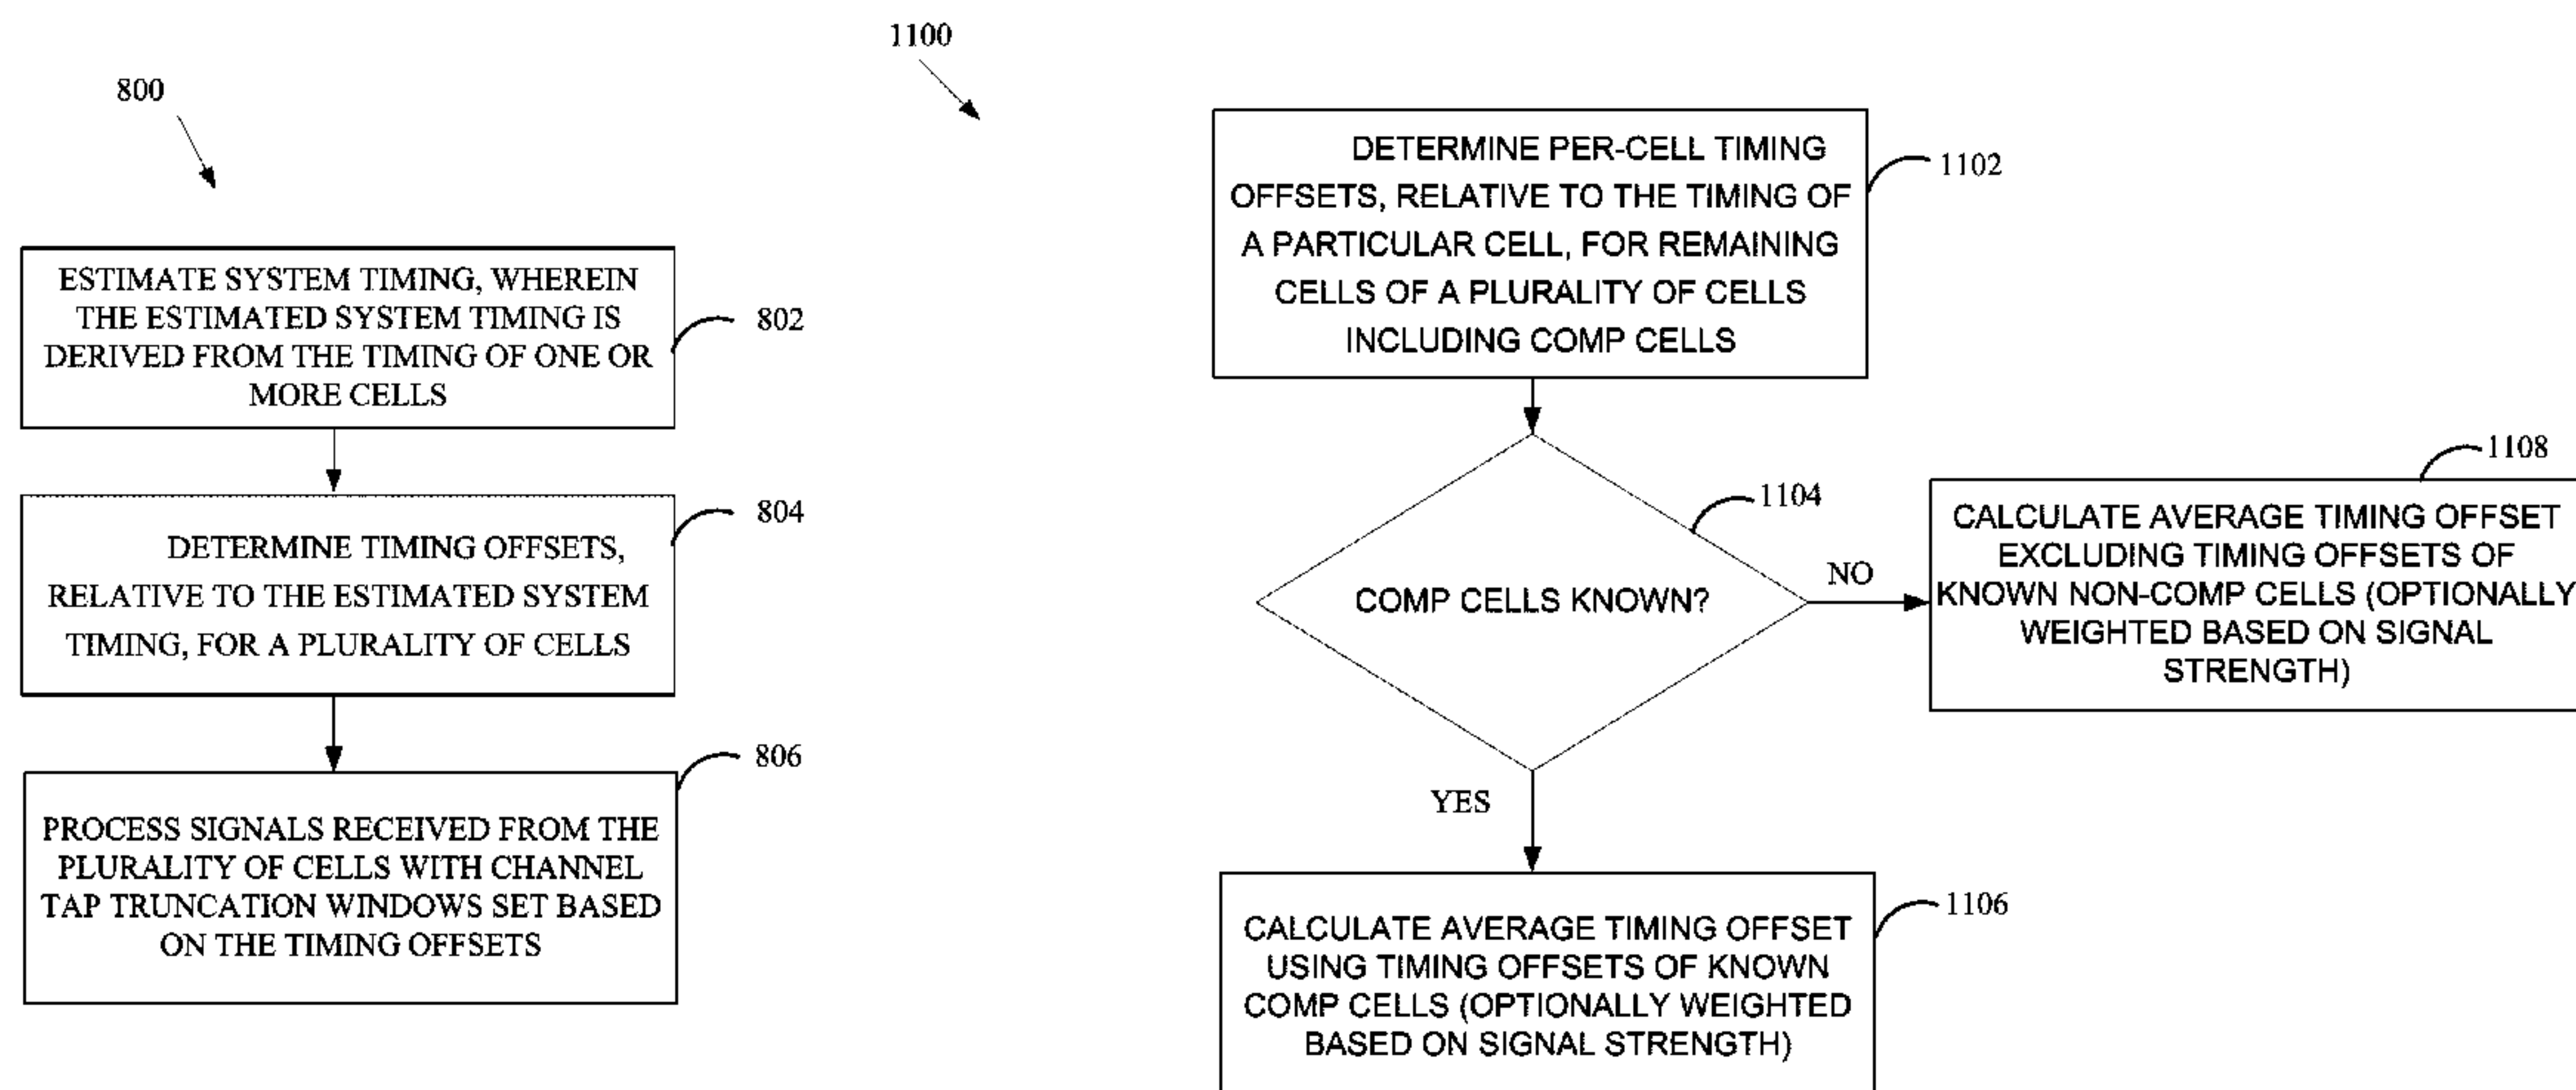 800
ESTIMATE SYSTEM TIMING, WHEREIN
THE ESTIMATED SYSTEM TIMING IS
DERIVED FROM THE TIMING OF ONE OR
MORE CELLS
802
DETERMINE TIMING OFFSETS,
RELATIVE TO THE ESTIMATED SYSTEM
TIMING, FOR A PLURALITY OF CELLS
804
PROCESS SIGNALS RECEIVED FROM THE
PLURALITY OF CELLS WITH CHANNEL
TAP TRUNCATION WINDOWS SET BASED
ON THE TIMING OFFSETS
806
1100
DETERMINE PER-CELL TIMING
OFFSETS, RELATIVE TO THE TIMING OF
A PARTICULAR CELL, FOR REMAINING
CELLS OF A PLURALITY OF CELLS
INCLUDING COMP CELLS
1102
COMP CELLS KNOWN?
1104
NO
CALCULATE AVERAGE TIMING OFFSET
EXCLUDING TIMING OFFSETS OF
KNOWN NON-COMP CELLS (OPTIONALLY
WEIGHTED BASED ON SIGNAL
STRENGTH)
1108
YES
CALCULATE AVERAGE TIMING OFFSET
USING TIMING OFFSETS OF KNOWN
COMP CELLS (OPTIONALLY WEIGHTED
BASED ON SIGNAL STRENGTH)
1106